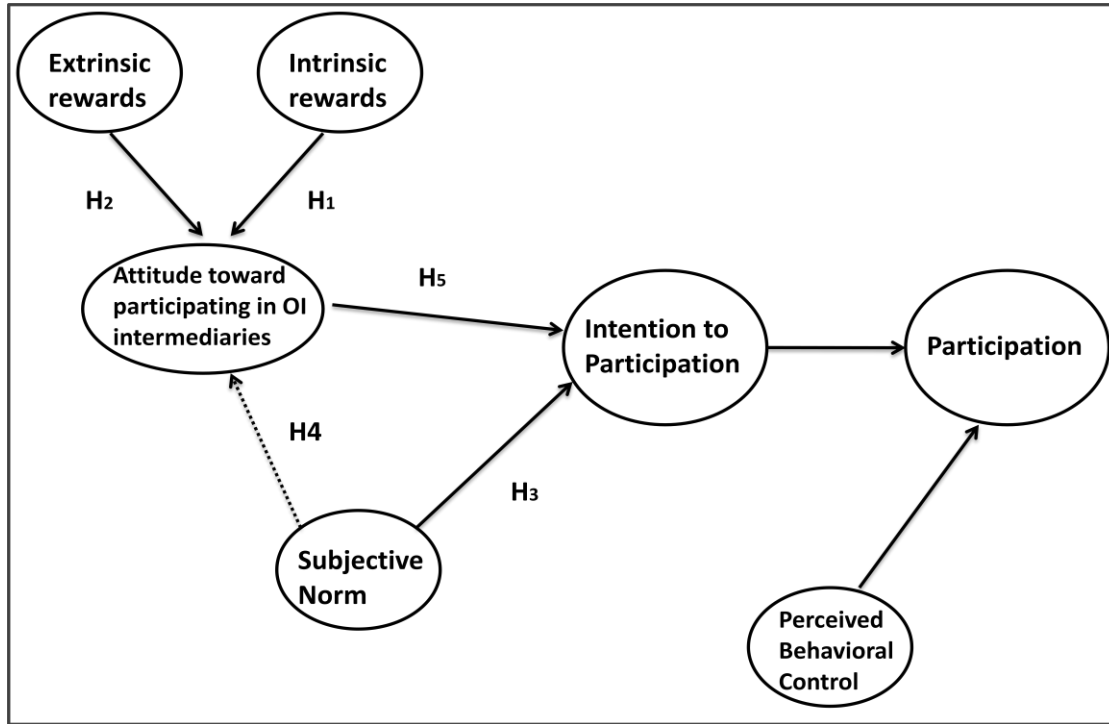 Extrinsic
rewards
Intrinsic
rewards
H2
H1
Attitude toward
participating in OI
intermediaries
H5
Intention to
Participation
Participation
H4
H3
Subjective
Norm
Perceived
Behavioral
Control